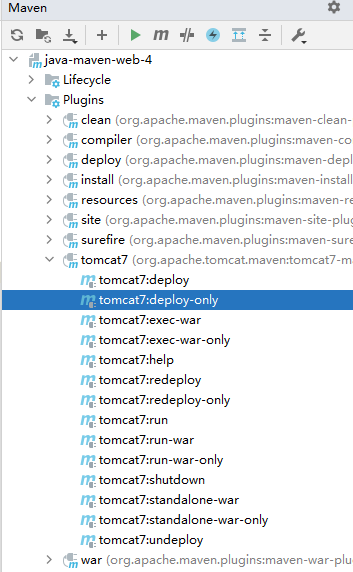 Maven
java-maven-web-4
Lifecycle
Plugins
clean (org.apache.maven.plugins:maven-clean-
compiler (org.apache.maven.plugins:maven-co
deploy (org.apache.maven.plugins:maven-depl
install (org.apache.maven.plugins:maven-install
resources (org.apache.maven.plugins:maven-re
site (org.apache.maven.plugins:maven-site-plu
surefire (org.apache.maven.plugins:maven-sure
tomcat7 (org.apache.tomcat.maven:tomcat7-m
tomcat7:deploy
tomcat7:deploy-only
tomcat7:exec-war
tomcat7:exec-war-only
tomcat7:help
tomcat7:redeploy
tomcat7:redeploy-only
tomcat7:run
tomcat7:run-war
tomcat7:run-war-only
tomcat7:shutdown
tomcat7:standalone-war
tomcat7:standalone-war-only
tomcat7:undeploy
war (org.apache.maven.plugins:maven-war-plu